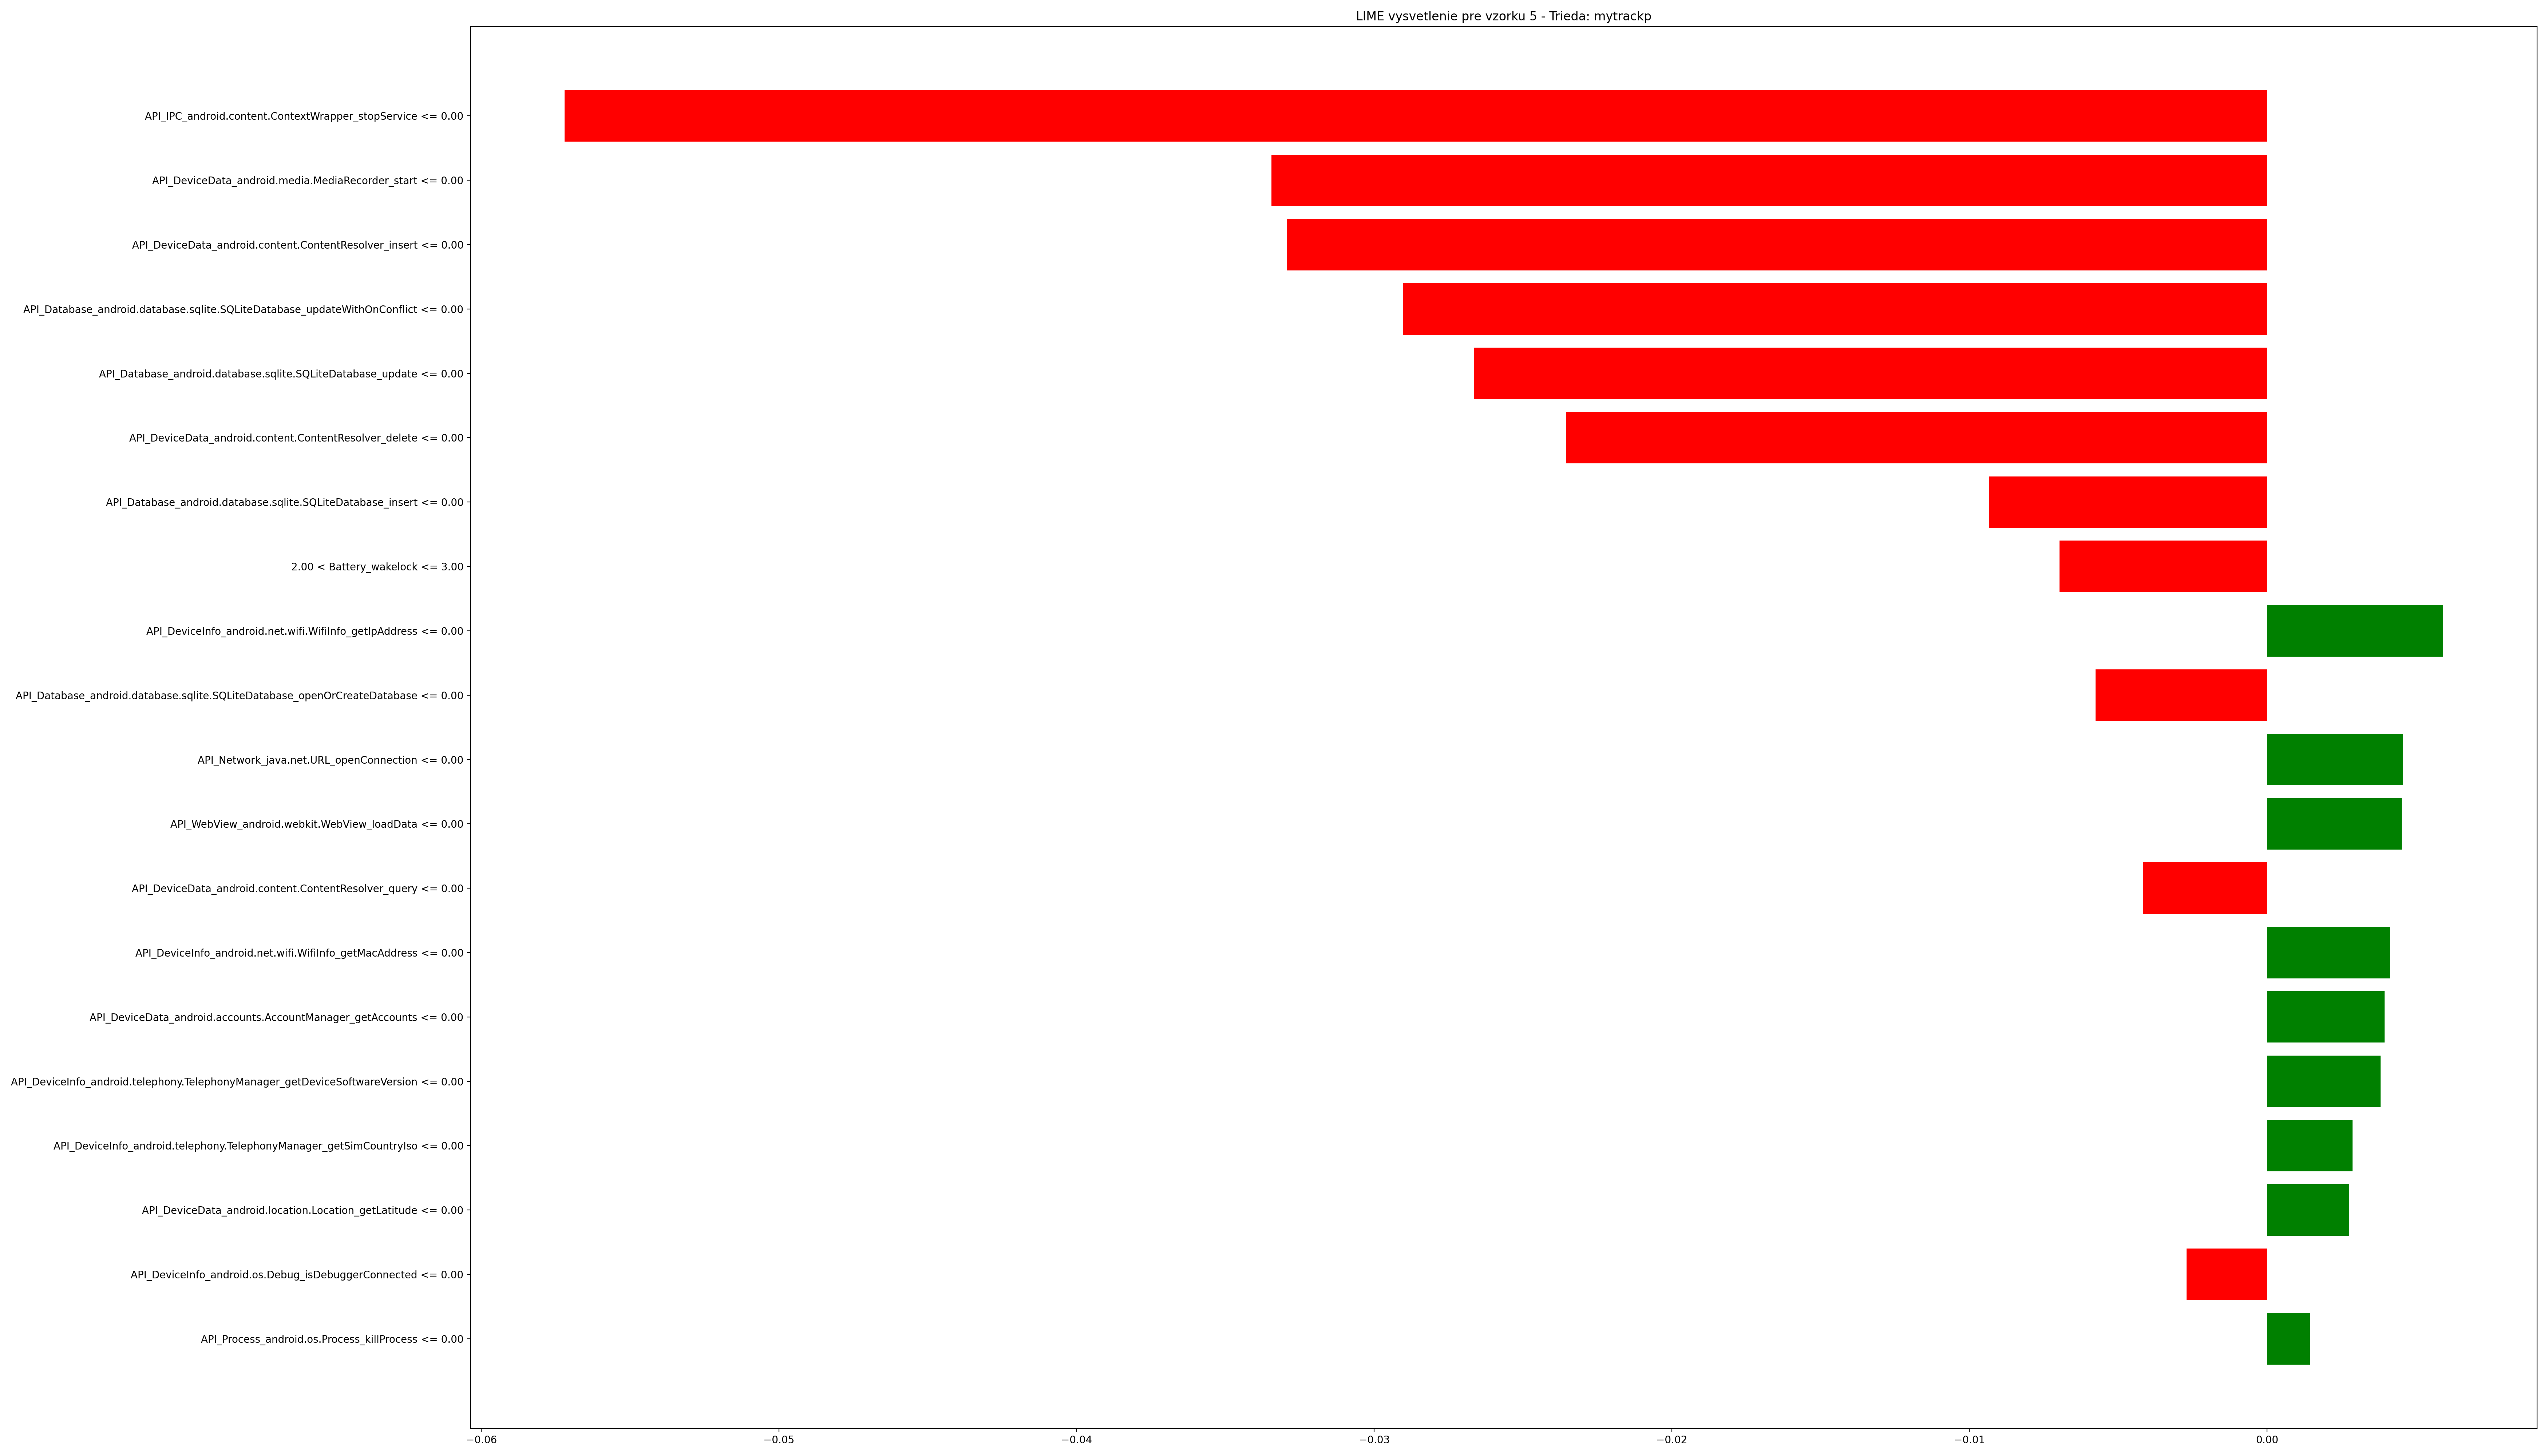 LIME vysvetlenie pre vzorku 5 - Trieda: mytrackp
API_IPC_android.content.ContextWrapper_stopService <= 0.00
API_DeviceData_android.media.MediaRecorder_start <= 0.00
API_DeviceData_android.content.ContentResolver_insert <= 0.00
API_Database_android.database.sqlite.SQLiteDatabase_updateWithOnConflict <= 0.00
API_Database_android.database.sqlite.SQLiteDatabase_update <= 0.00
API_DeviceData_android.content.ContentResolver_delete <= 0.00
API_Database_android.database.sqlite.SQLiteDatabase_insert <= 0.00
2.00 < Battery_wakelock <= 3.00
API_DeviceInfo_android.net.wifi.WifiInfo_getIpAddress <= 0.00
API_Database_android.database.sqlite.SQLiteDatabase_openOrCreateDatabase <= 0.00
API_Network_java.net.URL_openConnection <= 0.00
API_WebView_android.webkit.WebView_loadData <= 0.00
API_DeviceData_android.content.ContentResolver_query <= 0.00
API_DeviceInfo_android.net.wifi.WifiInfo_getMacAddress <= 0.00
API_DeviceData_android.accounts.AccountManager_getAccounts <= 0.00
API_DeviceInfo_android.telephony.TelephonyManager_getDeviceSoftwareVersion <= 0.00
API_DeviceInfo_android.telephony.TelephonyManager_getSimCountryIso <= 0.00
API_DeviceData_android.location.Location_getLatitude <= 0.00
API_DeviceInfo_android.os.Debug_isDebuggerConnected <= 0.00
API_Process_android.os.Process_killProcess <= 0.00
−0.06 −0.05 −0.04 −0.03 −0.02 −0.01 0.00